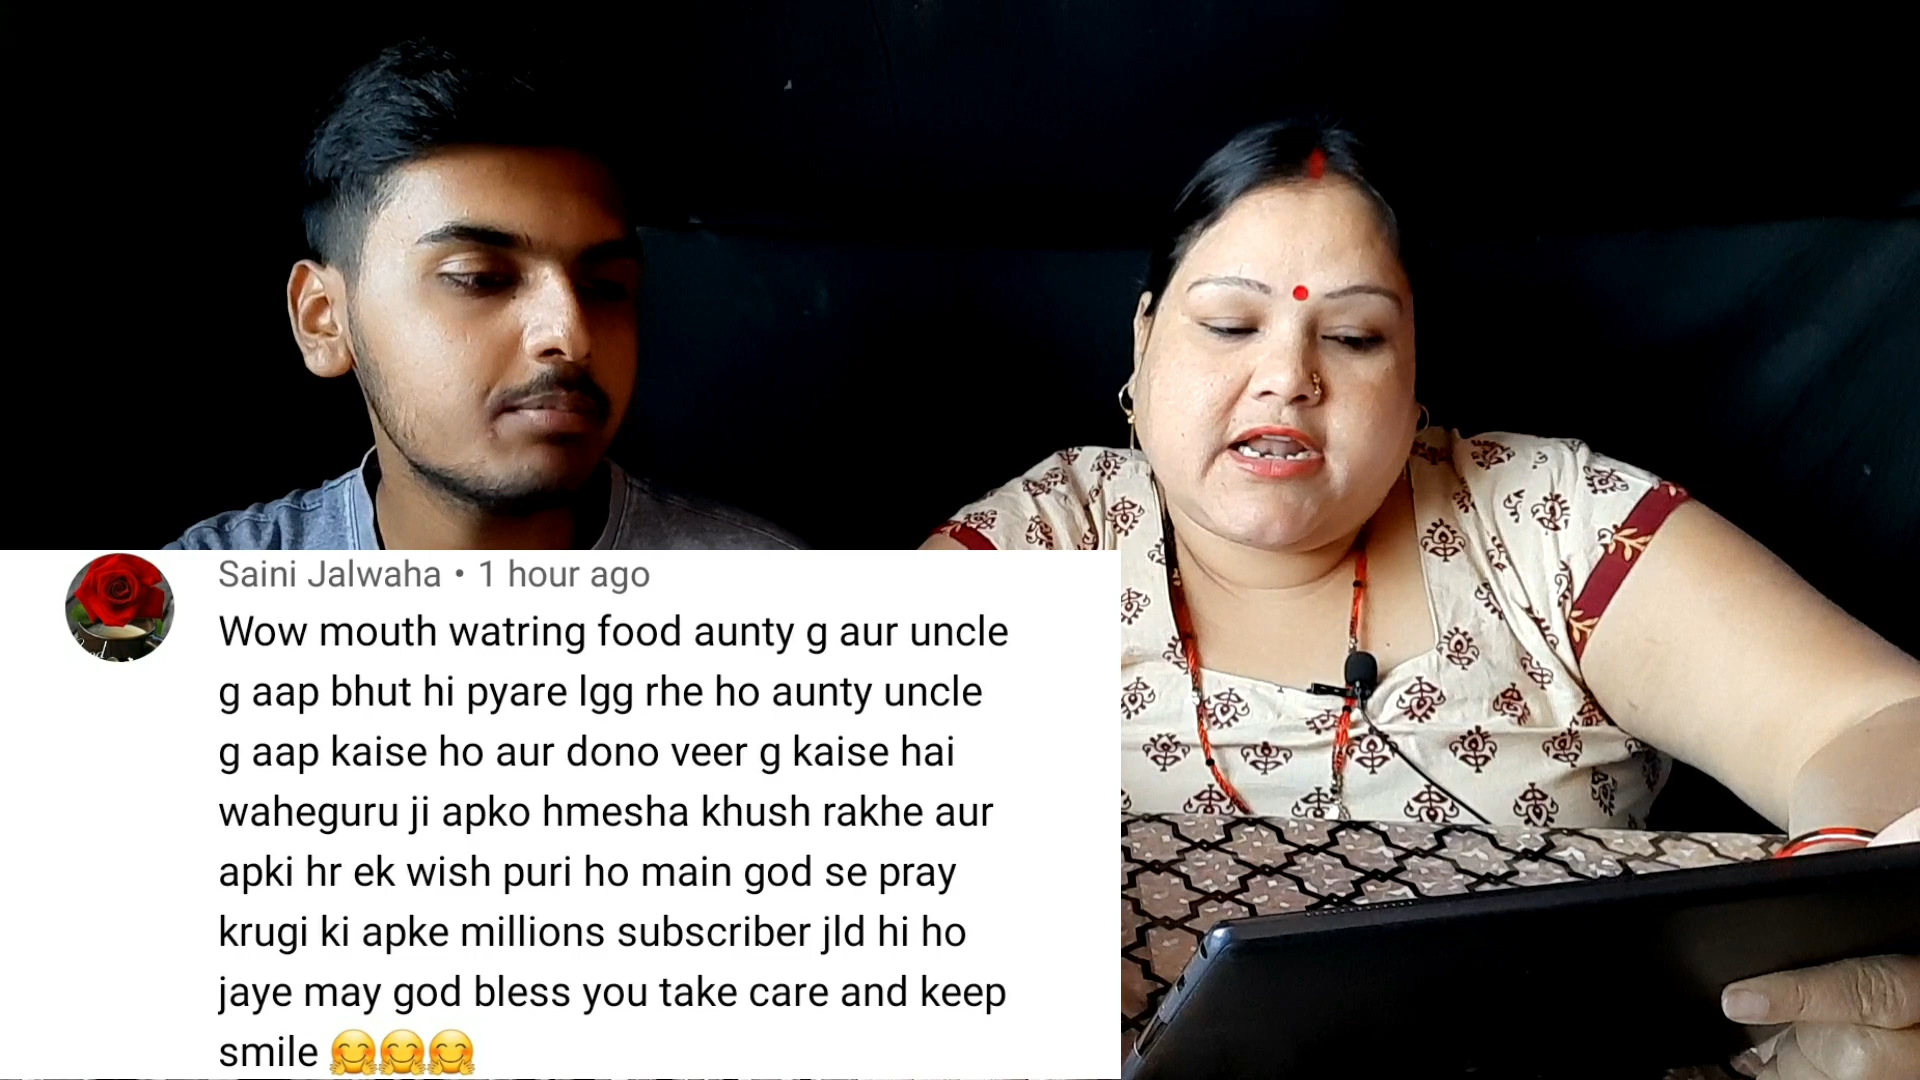 Saini Jalwaha • 1 hour ago
Wow mouth watring food aunty g aur uncle
g aap bhut hi pyare lgg rhe ho aunty uncle
g aap kaise ho aur dono veer g kaise hai
waheguru ji apko hmesha khush rakhe aur
apki hr ek wish puri ho main god se pray
krugi ki apke millions subscriber jld hi ho
jaye may god bless you take care and keep
smile 🤗🤗🤗